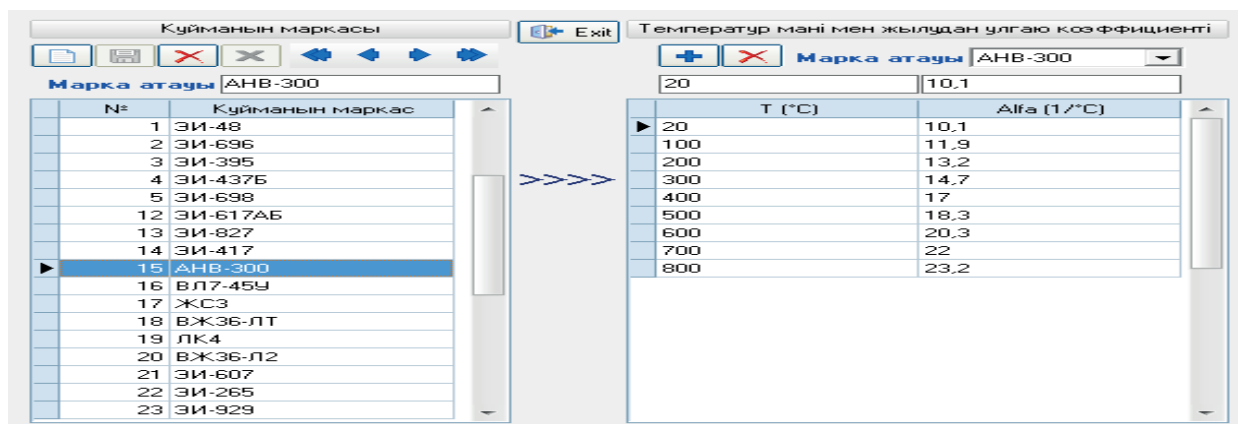 Куйманын маркасы
Exit
Температур мәні мен жылудан улгаю коэффициенті
Марка атауы АНВ-300
Марка атауы АНВ-300
20 10,1
№ Куйманын маркас
1 ЭИ-48
2 ЭИ-696
3 ЭИ-395
4 ЭИ-437Б
5 ЭИ-698
12 ЭИ-617АБ
13 ЭИ-827
14 ЭИ-417
15 АНВ-300
16 ВЛ7-45У
17 ЖС3
18 ВЖ36-ЛТ
19 ЛК4
20 ВЖ36-Л2
21 ЭИ-607
22 ЭИ-265
23 ЭИ-929
>>>>
T (°C) Alfa (1/°C)
20 10,1
100 11,9
200 13,2
300 14,7
400 17
500 18,3
600 20,3
700 22
800 23,2